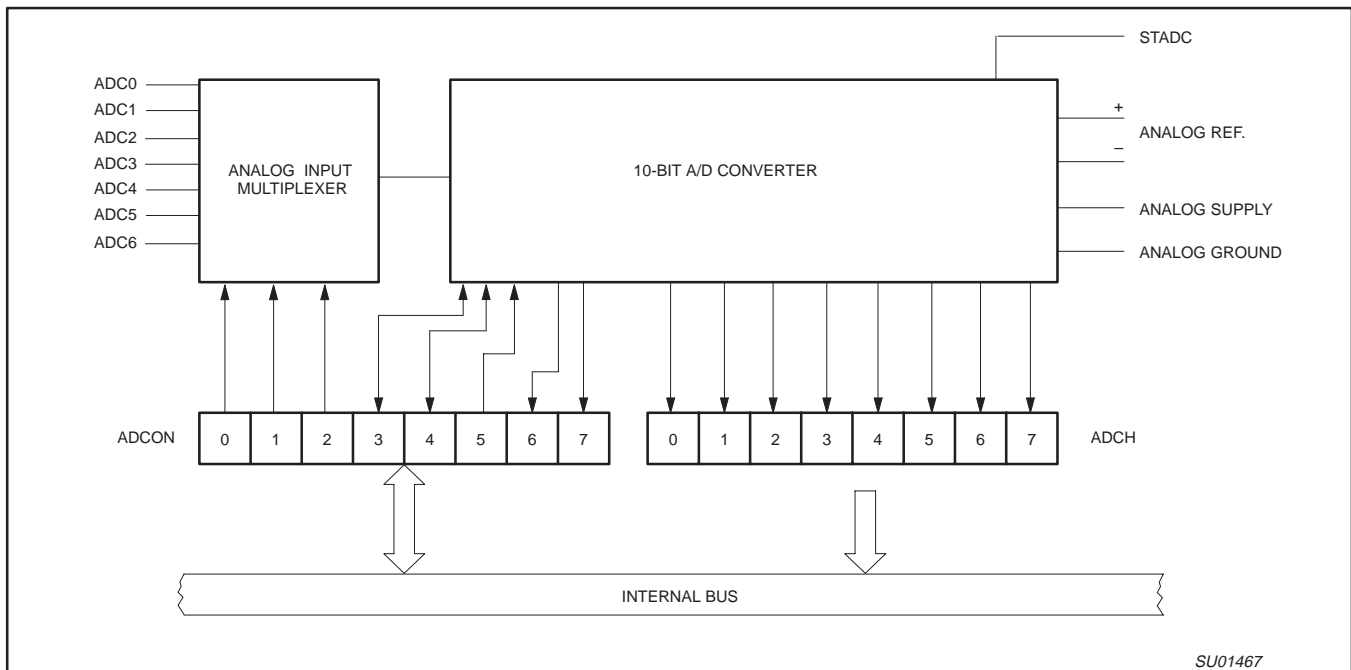 STADC
ADC0
ADC1
ADC2
ADC3
ADC4
ADC5
ADC6
ANALOG INPUT
MULTIPLEXER
10-BIT A/D CONVERTER
+
ANALOG REF.
–
ANALOG SUPPLY
ANALOG GROUND
ADCON 0 1 2 3 4 5 6 7
0 1 2 3 4 5 6 7 ADCH
INTERNAL BUS
SU01467